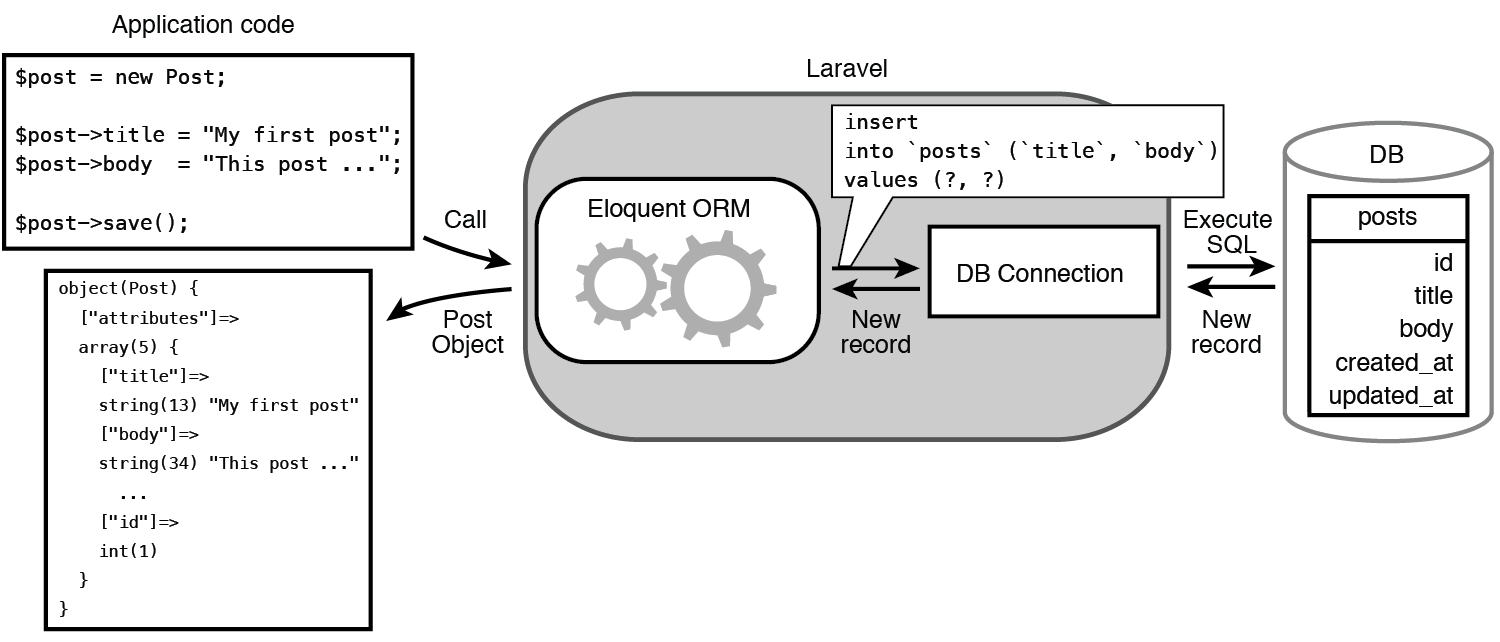 Application code
$post = new Post;
$post->title = "My first post";
$post->body  = "This post ...";
$post->save();
Call
Post
Object
object(Post) {
["attributes"]=>
array(5) {
["title"]=>
string(13) "My first post"
["body"]=>
string(34) "This post ..."
...
["id"]=>
int(1)
}
}
Laravel
Eloquent ORM
insert
into `posts` (`title`, `body`)
values (?, ?)
New
record
DB Connection
Execute
SQL
New
record
DB
posts
id
title
body
created_at
updated_at